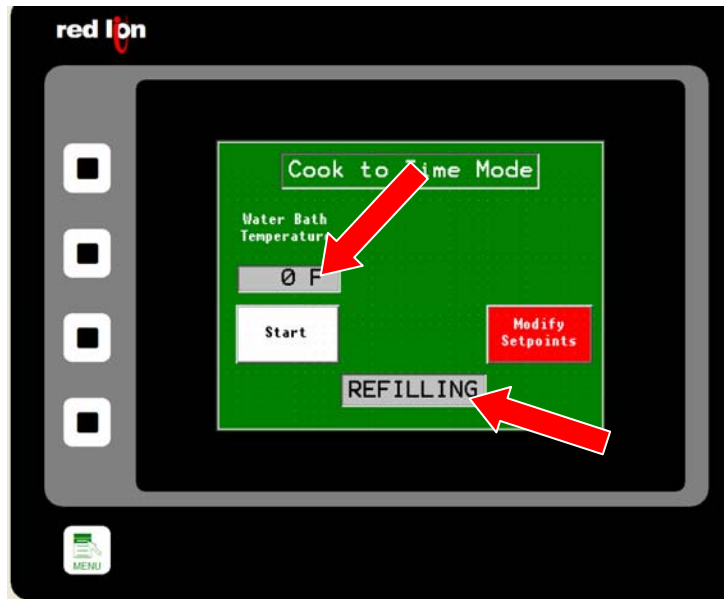 red lion
Cook to Time Mode
Water Bath
Temperature
0 F
Start
Modify
Setpoints
REFILLING
MENU